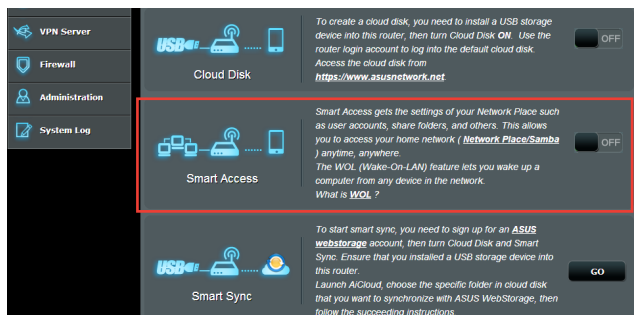 VPN Server
Firewall
Administration
System Log
USB
Cloud Disk
To create a cloud disk, you need to install a USB storage
device into this router, then turn Cloud Disk ON. Use the
router login account to log into the default cloud disk.
Access the cloud disk from
https://www.asusnetwork.net.
OFF
Smart Access
Smart Access gets the settings of your Network Place such
as user accounts, share folders, and others. This allows
you to access your home network ( Network Place/Samba
) anytime, anywhere.
The WOL (Wake-On-LAN) feature lets you wake up a
computer from any device in the network.
What is WOL ?
OFF
USB
Smart Sync
To start smart sync, you need to sign up for an ASUS
webstorage account, then turn Cloud Disk and Smart
Sync. Ensure that you installed a USB storage device into
this router.
Launch AiCloud, choose the specific folder in cloud disk
that you want to synchronize with ASUS WebStorage, then
follow the succeeding instructions
GO